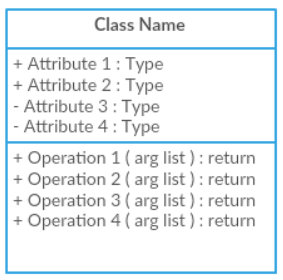 Class Name
+ Attribute 1 : Type
+ Attribute 2 : Type
- Attribute 3 : Type
- Attribute 4 : Type
+ Operation 1 ( arg list ) : return
+ Operation 2 ( arg list ) : return
+ Operation 3 ( arg list ) : return
+ Operation 4 ( arg list ) : return